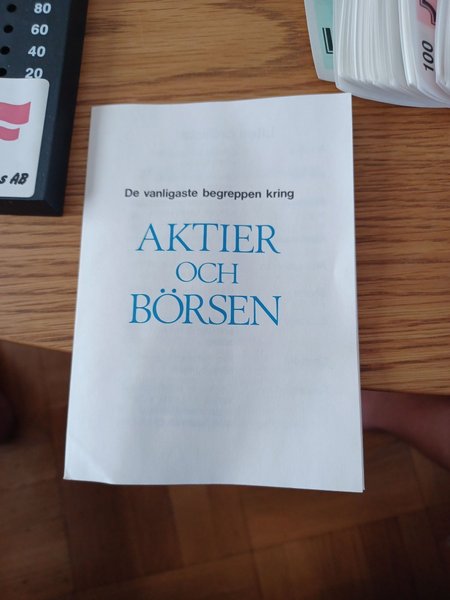 80
60
40
20
s AB
100
De vanligaste begreppen kring
AKTIER
OCH
BÖRSEN